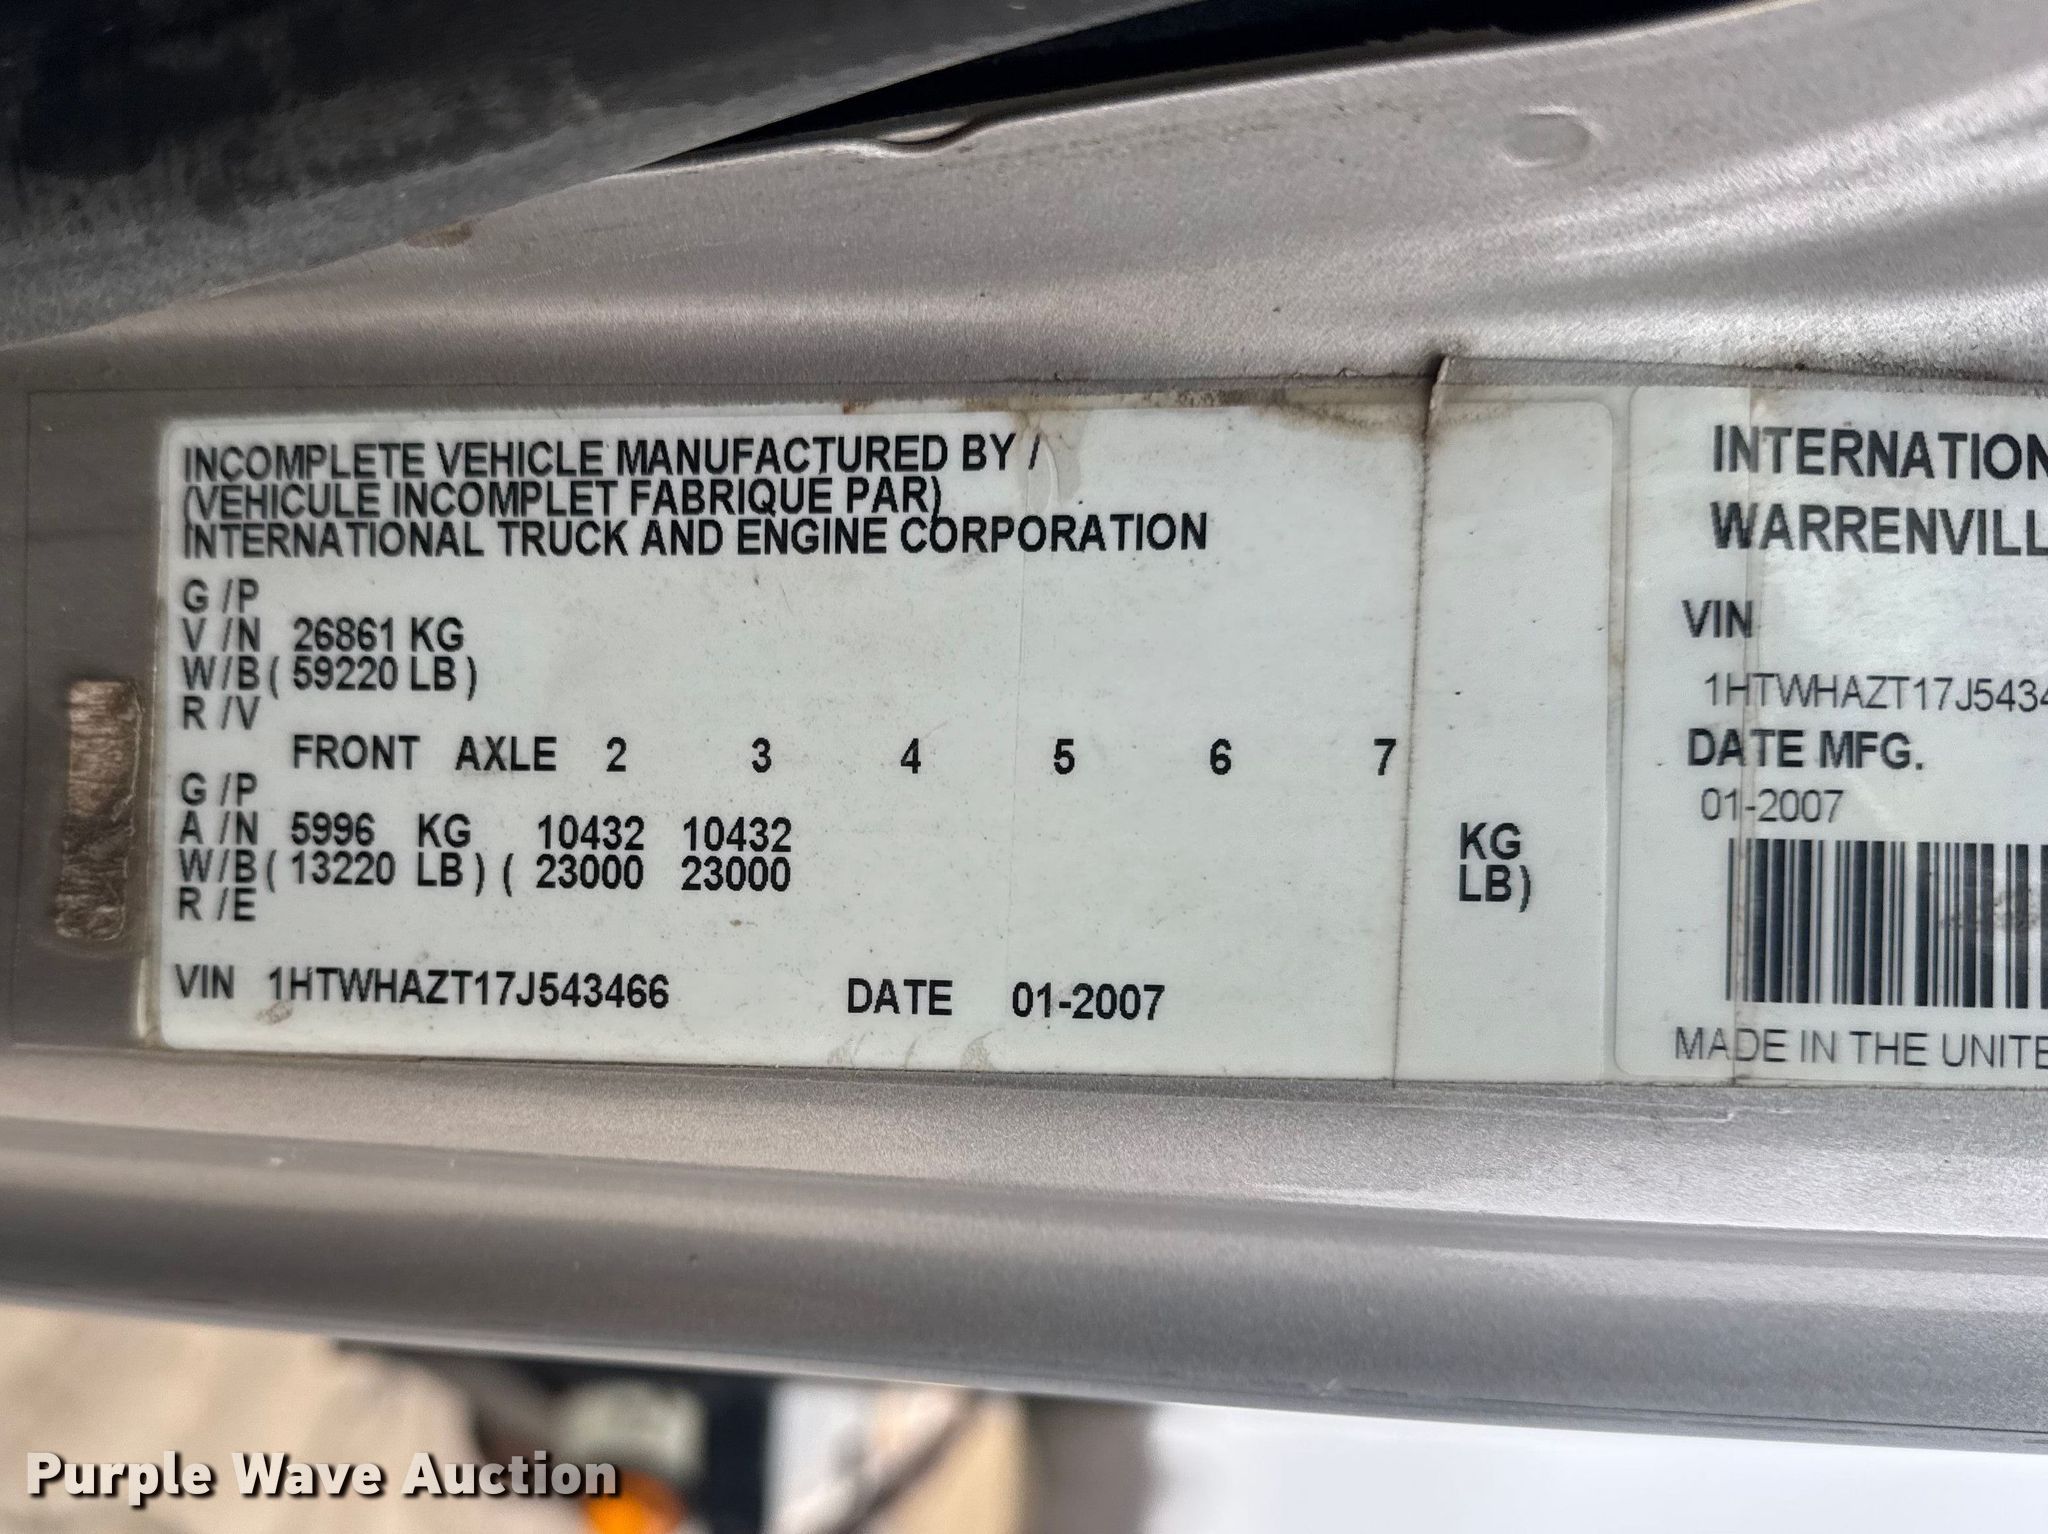 INCOMPLETE VEHICLE MANUFACTURED BY /
(VEHICULE INCOMPLET FABRIQUE PAR)
INTERNATIONAL TRUCK AND ENGINE CORPORATION
G /P
V /N 26861 KG
W/B ( 59220 LB )
R /V
FRONT AXLE 2 3 4 5 6 7
G /P
A /N 5996 KG 10432 10432 KG
W/B ( 13220 LB ) ( 23000 23000 LB)
R /E
VIN 1HTWHAZT17J543466 DATE 01-2007
INTERNATION
WARRENVILL
VIN
1HTWHAZT17J5434
DATE MFG.
01-2007
MADE IN THE UNITE
Purple Wave Auction